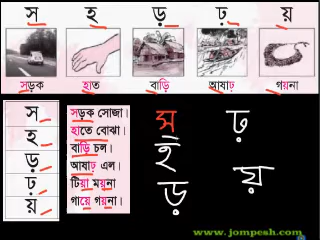 স হ ড় ঢ় য়
সড়ক হাত বাড়ি আষাঢ় গয়না
স
হ
ড়
ঢ়
য়
সড়ক সোজা।
হাতে বোঝা।
বাড়ি চল।
আষাঢ় এল।
টিয়া ময়না
গায়ে গয়না।
স ঢ়
হ
ড় য়
www.jompesh.com